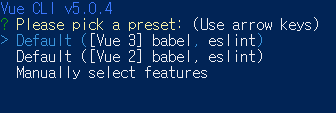 Vue CLI v5.0.4
? Please pick a preset: (Use arrow keys)
> Default ([Vue 3] babel, eslint)
  Default ([Vue 2] babel, eslint)
  Manually select features